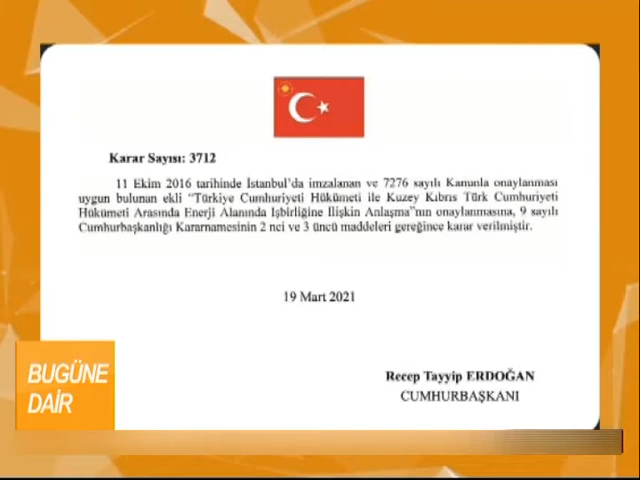 Karar Sayısı: 3712
11 Ekim 2016 tarihinde İstanbul'da imzalanan ve 7276 sayılı Kanunla onaylanması
uygun bulunan ekli “Türkiye Cumhuriyeti Hükümeti ile Kuzey Kıbrıs Türk Cumhuriyeti
Hükümeti Arasında Enerji Alanında İşbirliğine İlişkin Anlaşma”nın onaylanmasına, 9 sayılı
Cumhurbaşkanlığı Kararnamesinin 2 nci ve 3 üncü maddeleri gereğince karar verilmiştir.
19 Mart 2021
Recep Tayyip ERDOĞAN
CUMHURBAŞKANI
BUGÜNE
DAİR